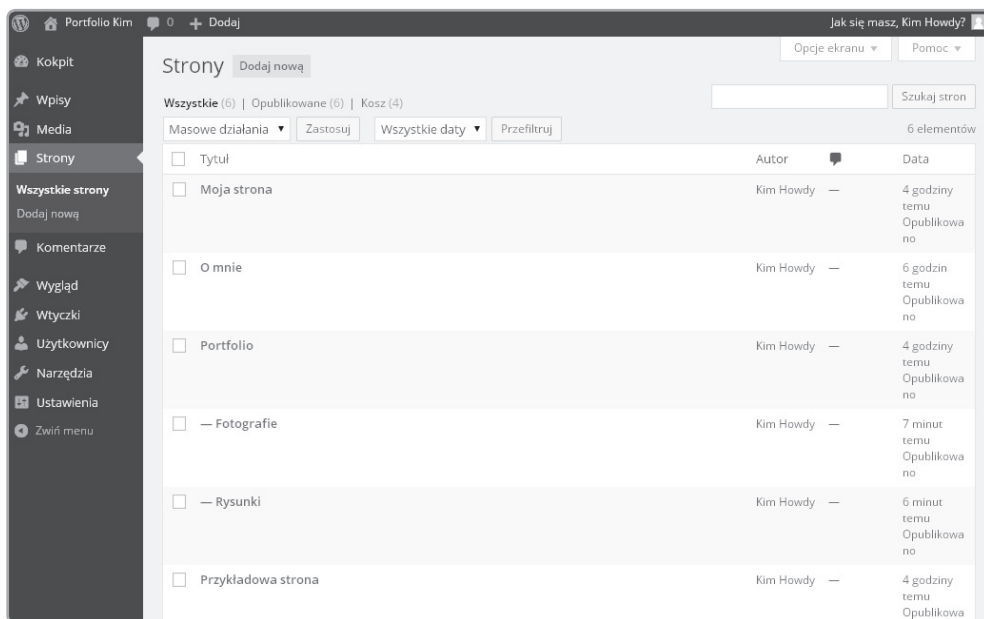 Portfolio Kim 0 + Dodaj Jak się masz, Kim Howdy?
Opcje ekranu ▼ Pomoc ▼
Kokpit
Wpisy
Media
Strony
Wszystkie strony
Dodaj nową
Komentarze
Wygląd
Wtyczki
Użytkownicy
Narzędzia
Ustawienia
Zwiń menu
Strony Dodaj nową
Wszystkie (6) | Opublikowane (6) | Kosz (4)
Szukaj stron
Masowe działania ▼ Zastosuj Wszystkie daty ▼ Przefiltruj 6 elementów
Tytuł Autor Data
Moja strona Kim Howdy — 4 godziny
temu
Opublikowa
no
O mnie Kim Howdy — 6 godzin
temu
Opublikowa
no
Portfolio Kim Howdy — 4 godziny
temu
Opublikowa
no
— Fotografie Kim Howdy — 7 minut
temu
Opublikowa
no
— Rysunki Kim Howdy — 6 minut
temu
Opublikowa
no
Przykładowa strona Kim Howdy — 4 godziny
temu
Opublikowa